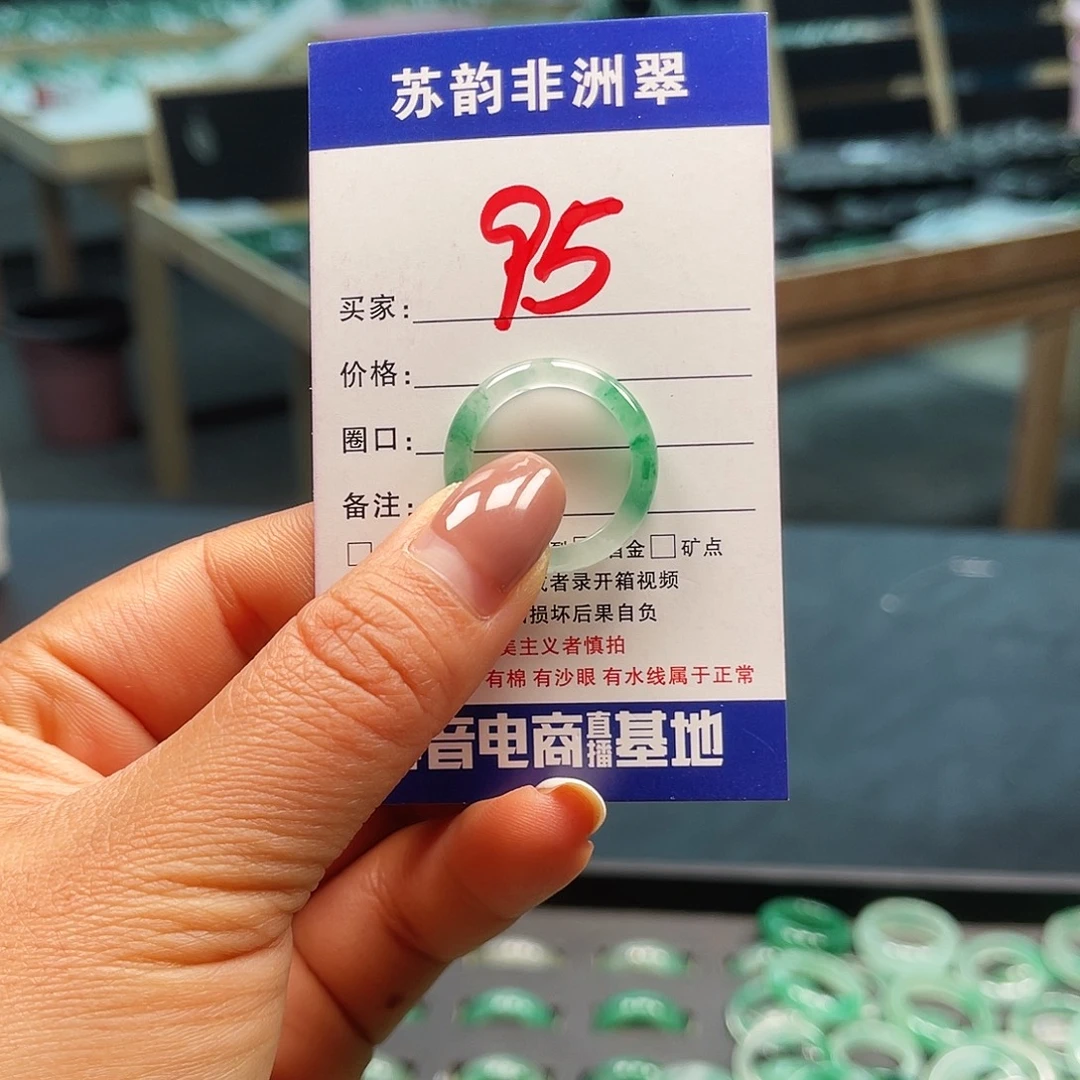 苏韵非洲翠
95
买家:
价格:
圈口:
备注:
金 矿点
者录开箱视频
损坏后果自负
主义者慎拍
有棉 有沙眼 有水线属于正常
音电商直播基地